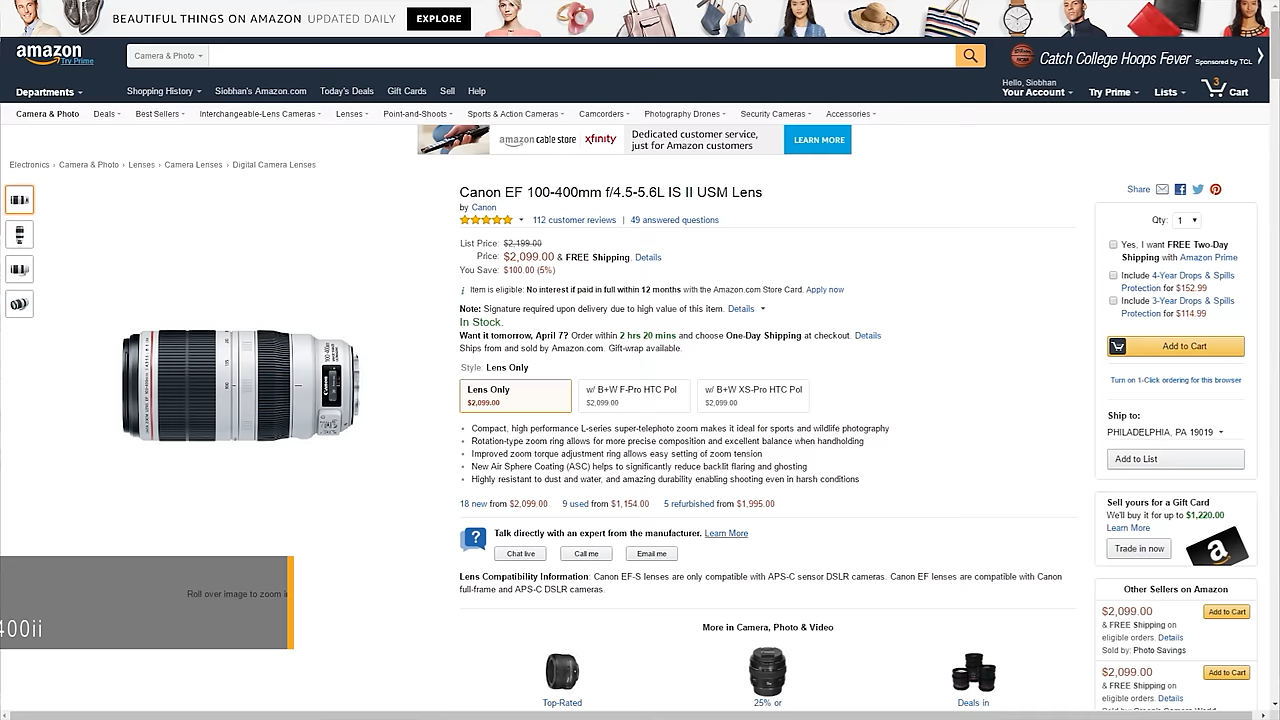 BEAUTIFUL THINGS ON AMAZON UPDATED DAILY EXPLORE
amazon
Try Prime
Camera & Photo
Catch College Hoops Fever Sponsored by TCL
Departments
Shopping History Siobhan's Amazon.com Today's Deals Gift Cards Sell Help
Hello, Siobhan
Your Account Try Prime Lists 3 Cart
Camera & Photo Deals Best Sellers Interchangeable-Lens Cameras Lenses Point-and-Shoots Sports & Action Cameras Camcorders Photography Drones Security Cameras Accessories
amazon cable store xfinity Dedicated customer service, just for Amazon customers LEARN MORE
Electronics › Camera & Photo › Lenses › Camera Lenses › Digital Camera Lenses
Canon EF 100-400mm f/4.5-5.6L IS II USM Lens
by Canon
112 customer reviews | 49 answered questions
List Price: $2,199.00
Price: $2,099.00 & FREE Shipping. Details
You Save: $100.00 (5%)
Item is eligible: No interest if paid in full within 12 months with the Amazon.com Store Card. Apply now
Note: Signature required upon delivery due to high value of this item. Details
In Stock.
Want it tomorrow, April 7? Order within 2 hrs 20 mins and choose One-Day Shipping at checkout. Details
Ships from and sold by Amazon.com. Gift-wrap available.
Style: Lens Only
Lens Only w/ B+W F-Pro HTC Pol w/ B+W XS-Pro HTC Pol
$2,099.00 $2,099.00 $2,099.00
• Compact, high performance L-series super-telephoto zoom makes it ideal for sports and wildlife photography
• Rotation-type zoom ring allows for more precise composition and excellent balance when handholding
• Improved zoom torque adjustment ring allows easy setting of zoom tension
• New Air Sphere Coating (ASC) helps to significantly reduce backlit flaring and ghosting
• Highly resistant to dust and water, and amazing durability enabling shooting even in harsh conditions
18 new from $2,099.00 9 used from $1,154.00 5 refurbished from $1,995.00
Talk directly with an expert from the manufacturer. Learn More
Chat live Call me Email me
Lens Compatibility Information: Canon EF-S lenses are only compatible with APS-C sensor DSLR cameras. Canon EF lenses are compatible with Canon
full-frame and APS-C DSLR cameras.
More in Camera, Photo & Video
Top-Rated 25% or Deals in
Roll over image to zoom i
400ii
Share
Qty: 1
Yes, I want FREE Two-Day
Shipping with Amazon Prime
Include 4-Year Drops & Spills
Protection for $152.99
Include 3-Year Drops & Spills
Protection for $114.99
Add to Cart
Turn on 1-Click ordering for this browser
Ship to:
PHILADELPHIA, PA 19019
Add to List
Sell yours for a Gift Card
We'll buy it for up to $1,220.00
Learn More
Trade in now
Other Sellers on Amazon
$2,099.00 Add to Cart
& FREE Shipping on
eligible orders. Details
Sold by: Photo Savings
$2,099.00 Add to Cart
& FREE Shipping on
eligible orders. Details